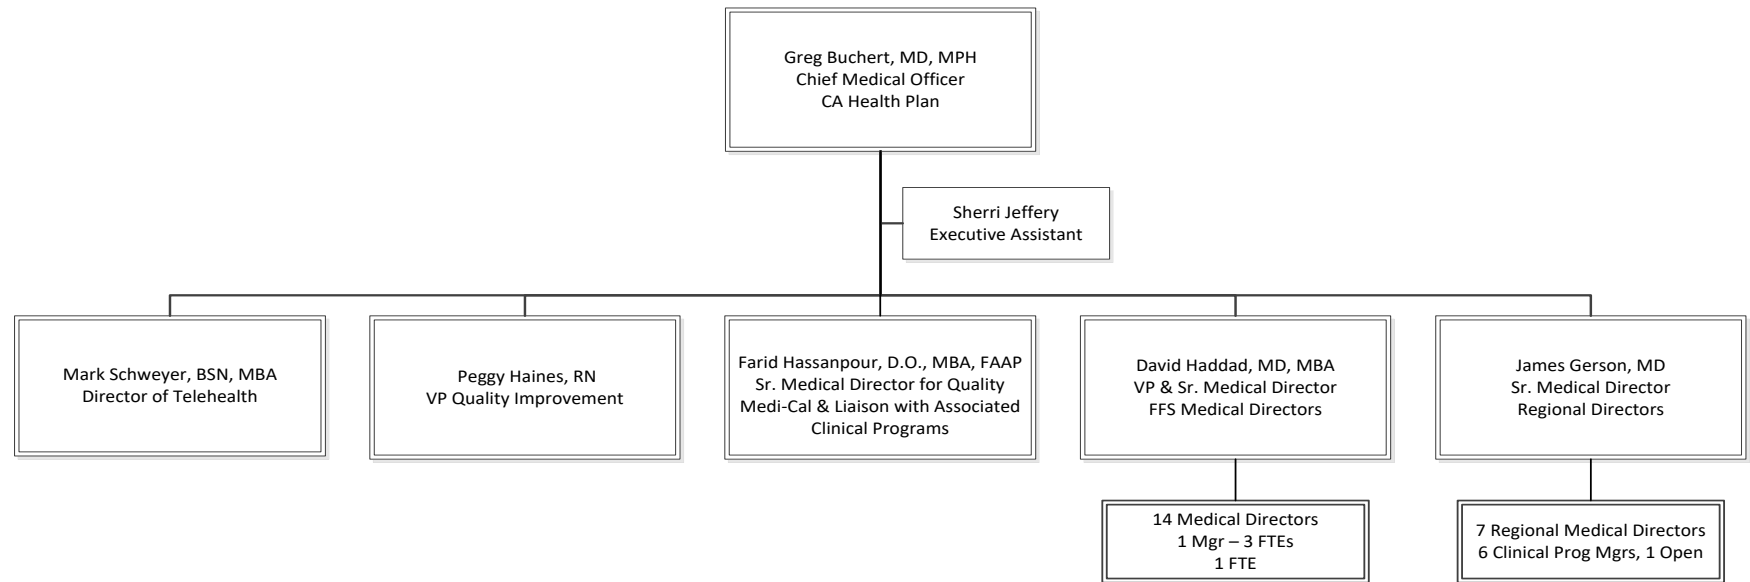 Greg Buchert, MD, MPH
Chief Medical Officer
CA Health Plan
Sherri Jeffery
Executive Assistant
Mark Schweyer, BSN, MBA
Director of Telehealth
Peggy Haines, RN
VP Quality Improvement
Farid Hassanpour, D.O., MBA, FAAP
Sr. Medical Director for Quality
Medi-Cal & Liaison with Associated
Clinical Programs
David Haddad, MD, MBA
VP & Sr. Medical Director
FFS Medical Directors
James Gerson, MD
Sr. Medical Director
Regional Directors
14 Medical Directors
1 Mgr – 3 FTEs
1 FTE
7 Regional Medical Directors
6 Clinical Prog Mgrs, 1 Open